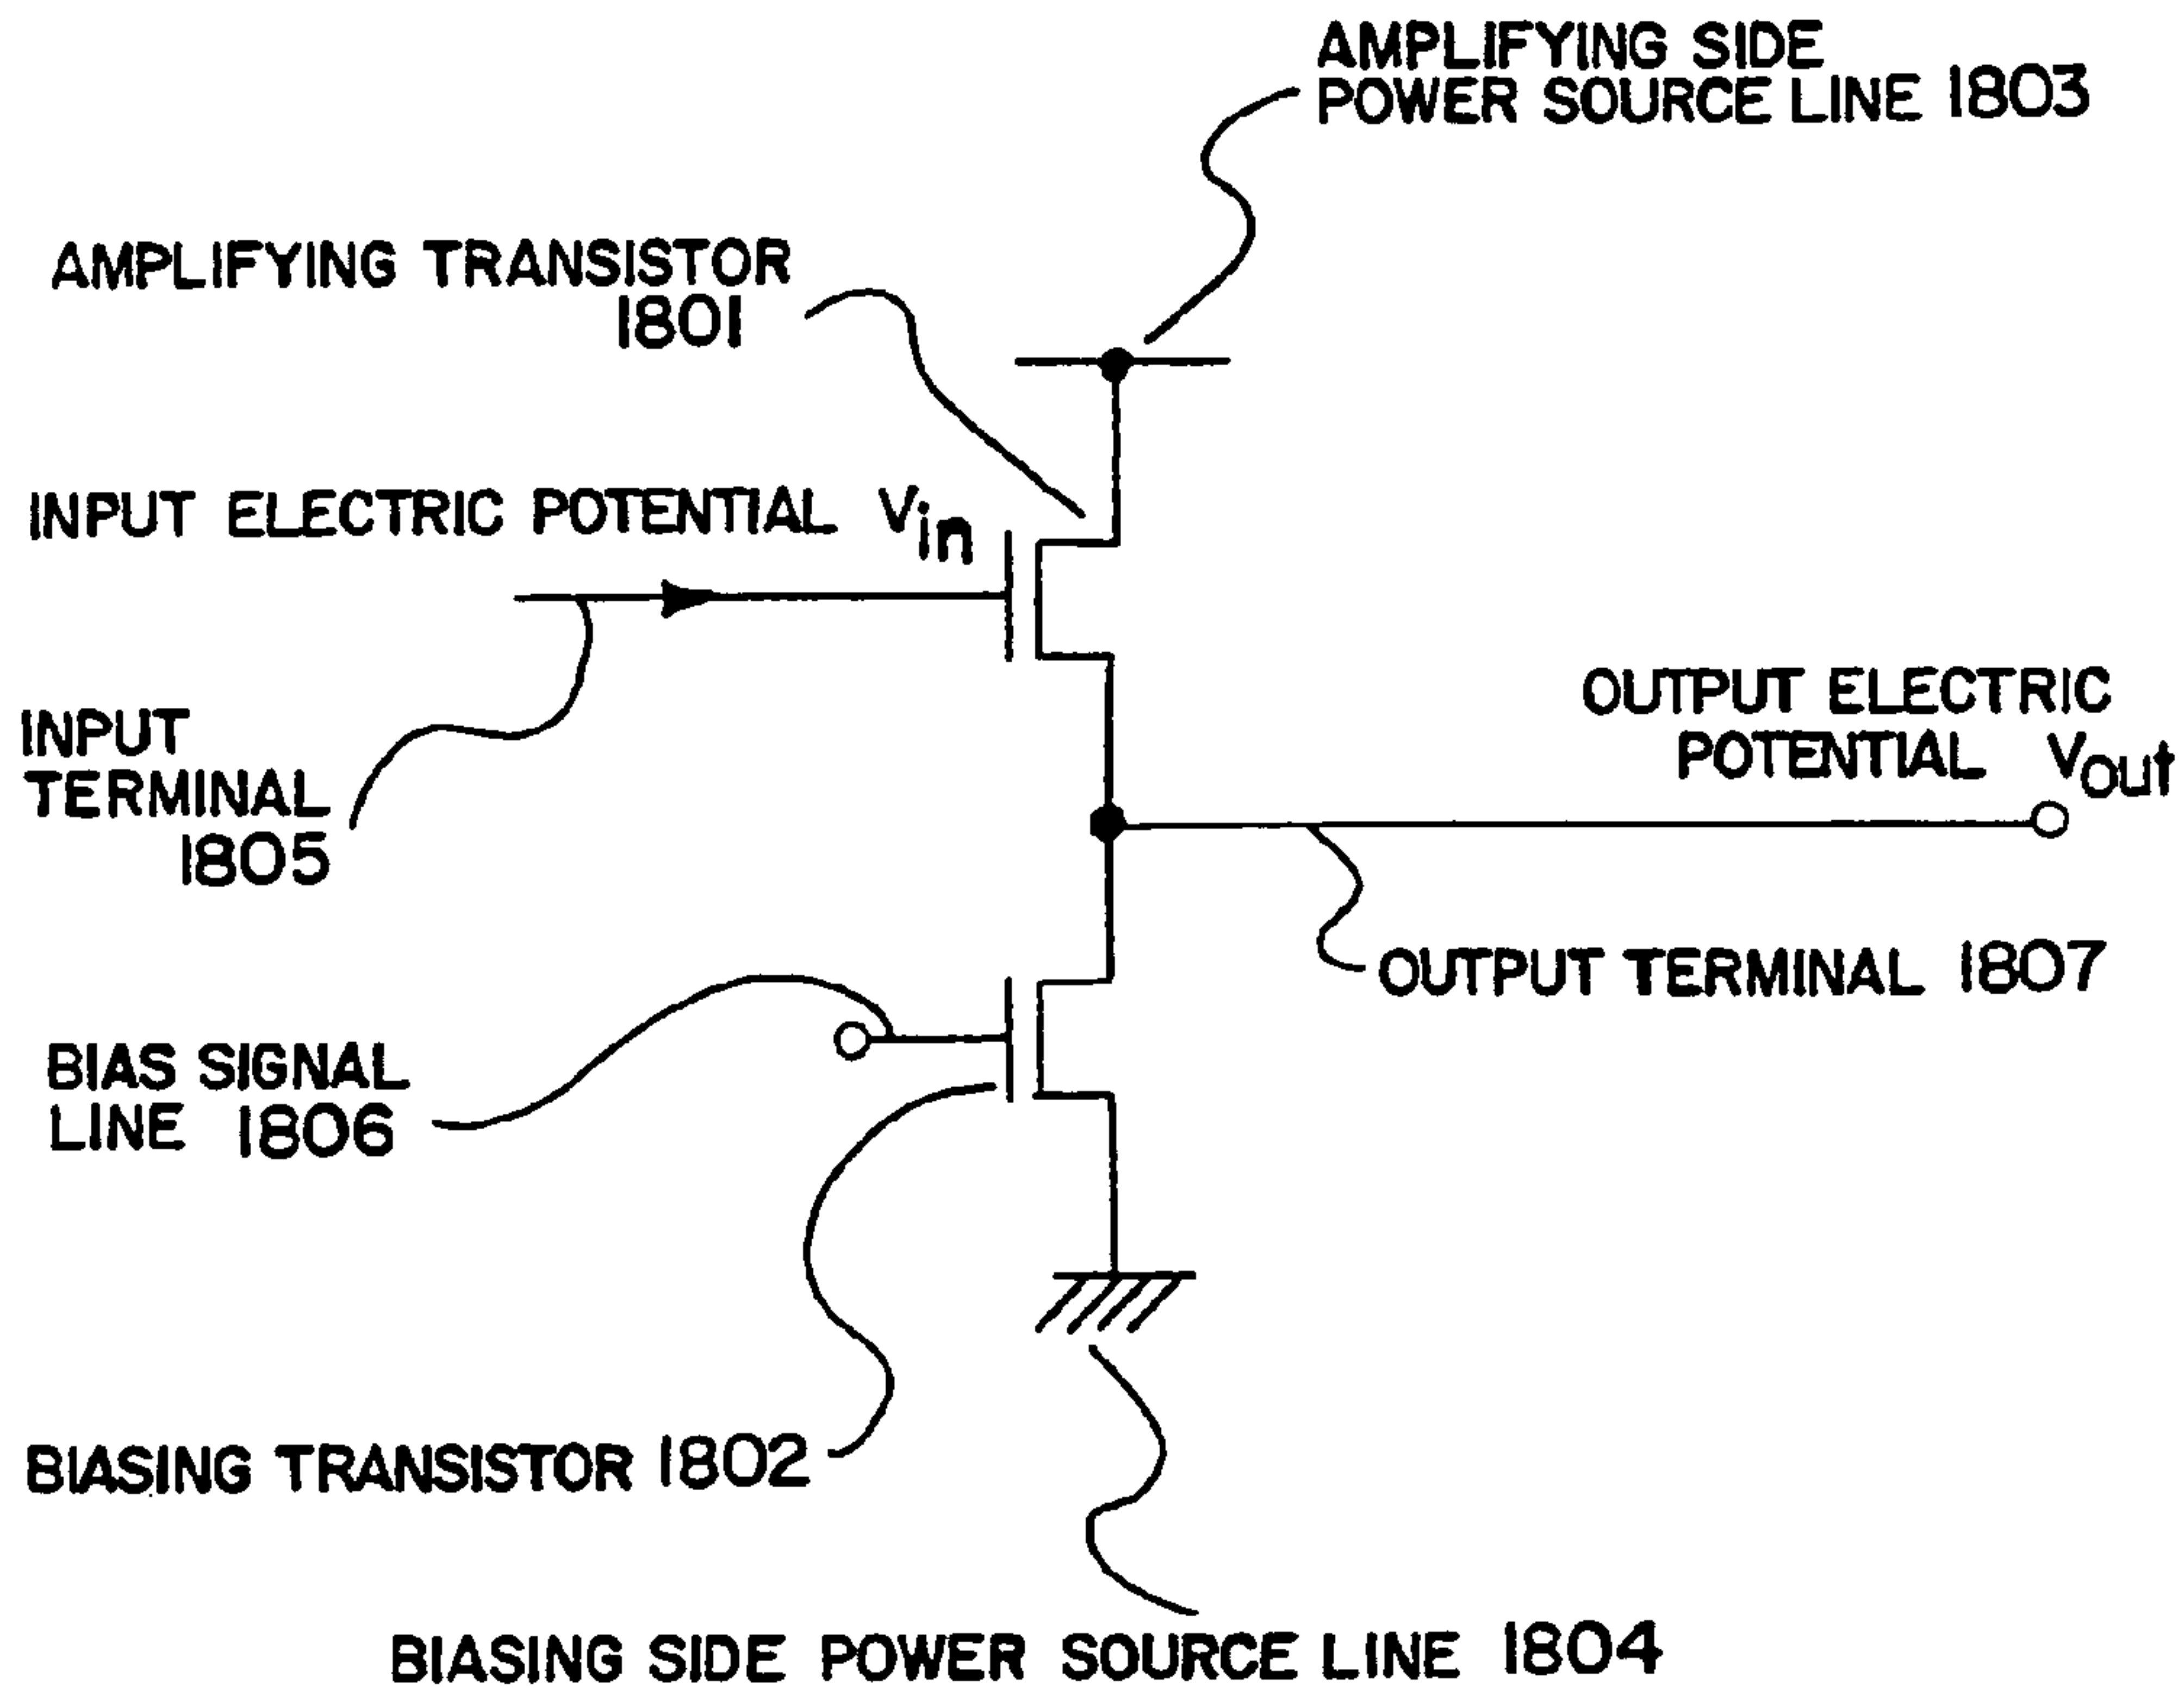 AMPLIFYING SIDE
POWER SOURCE LINE 1803
AMPLIFYING TRANSISTOR
1801
INPUT ELECTRIC POTENTIAL Vin
INPUT
TERMINAL
1805
OUTPUT ELECTRIC
POTENTIAL Vout
OUTPUT TERMINAL 1807
BIAS SIGNAL
LINE 1806
BIASING TRANSISTOR 1802
BIASING SIDE POWER SOURCE LINE 1804